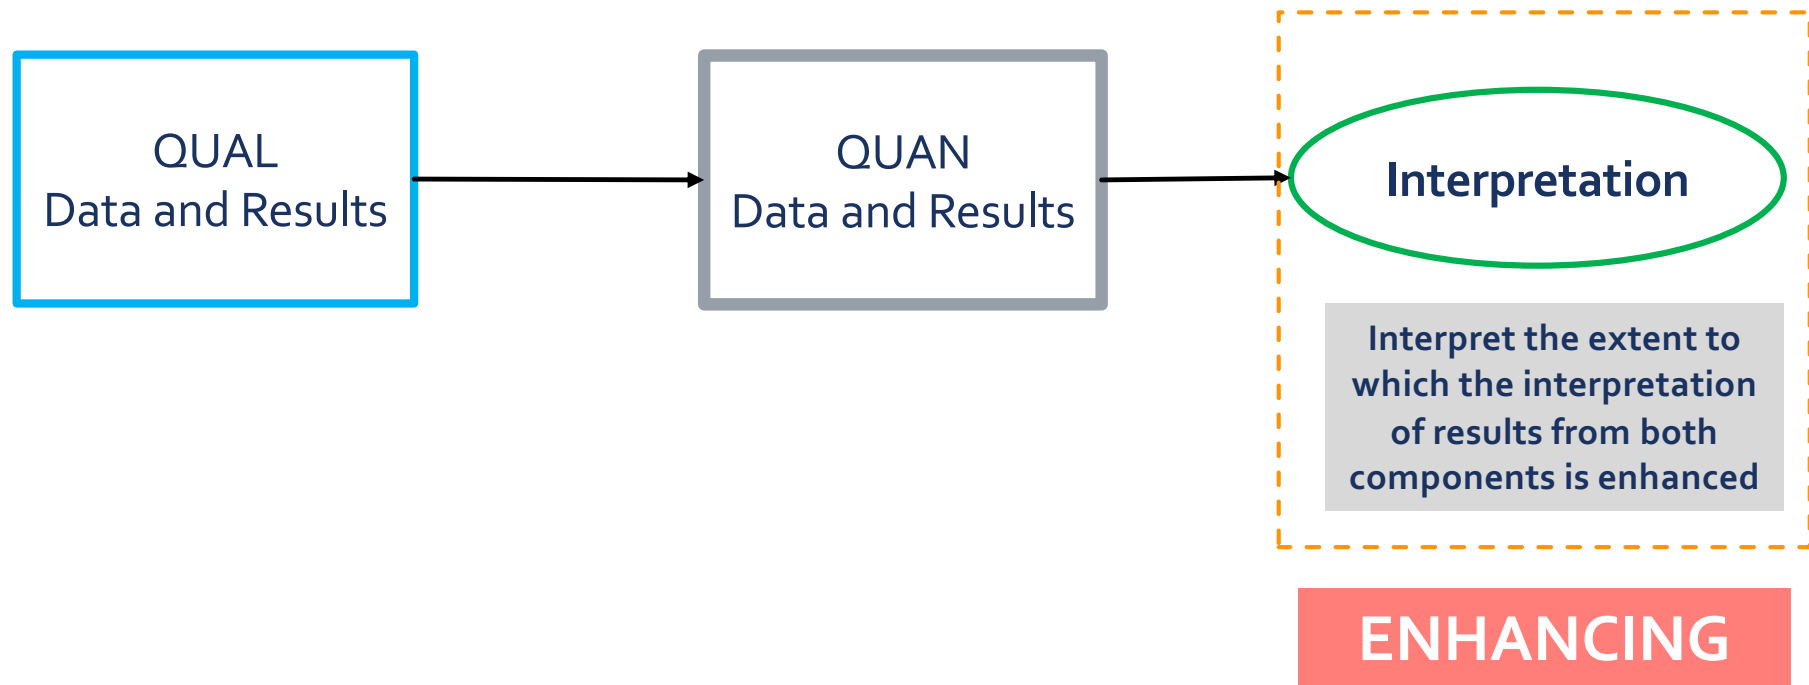 QUAL
Data and Results
QUAN
Data and Results
Interpretation
Interpret the extent to
which the interpretation
of results from both
components is enhanced
ENHANCING